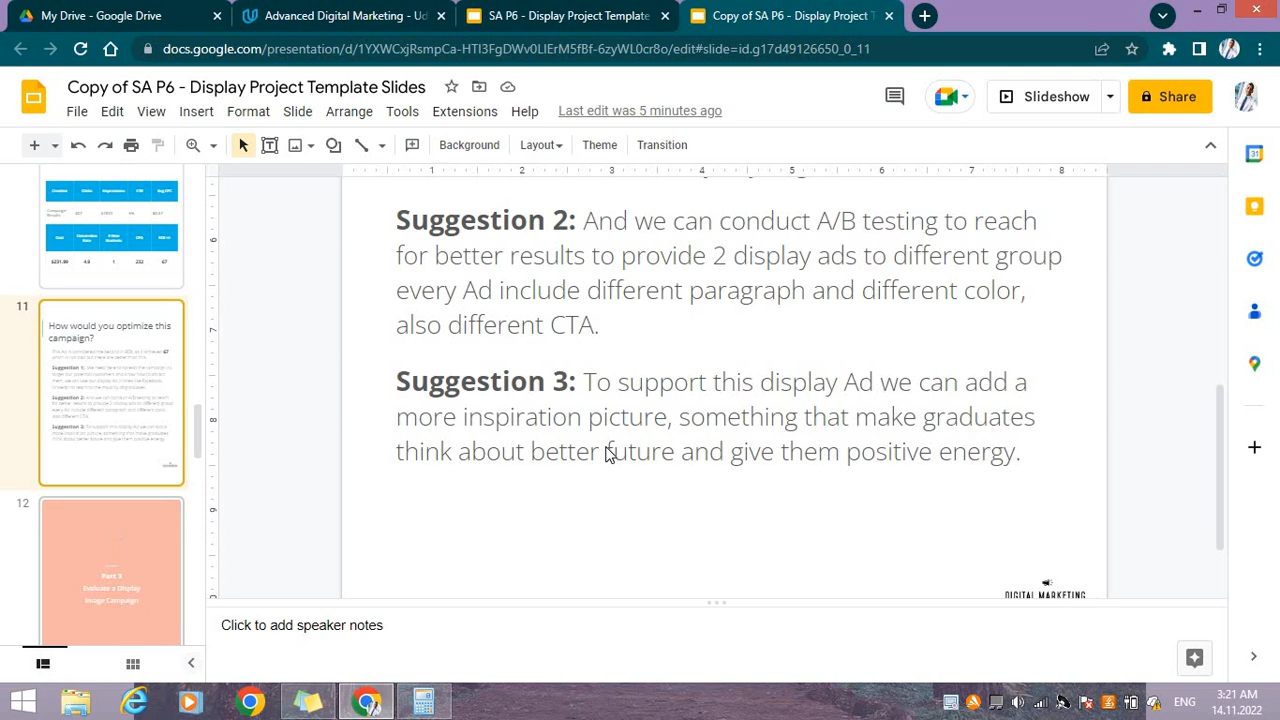 My Drive - Google Drive
Advanced Digital Marketing - Ud
SA P6 - Display Project Template
Copy of SA P6 - Display Project T
docs.google.com/presentation/d/1YXWCxjRsmpCa-HTI3FgDWv0LIErM5fBf-6zyWL0cr8o/edit#slide=id.g17d49126650_0_11
Copy of SA P6 - Display Project Template Slides
File Edit View Insert Format Slide Arrange Tools Extensions Help Last edit was 5 minutes ago
Slideshow
Share
Background Layout Theme Transition
Suggestion 2: And we can conduct A/B testing to reach
for better results to provide 2 display ads to different group
every Ad include different paragraph and different color,
also different CTA.
Suggestion 3: To support this display Ad we can add a
more inspiration picture, something that make graduates
think about better future and give them positive energy.
DIGITAL MARKETING
11
How would you optimize this
campaign?
12
Part 3
Evaluate a Display
Image Campaign
Click to add speaker notes
ENG
3:21 AM
14.11.2022